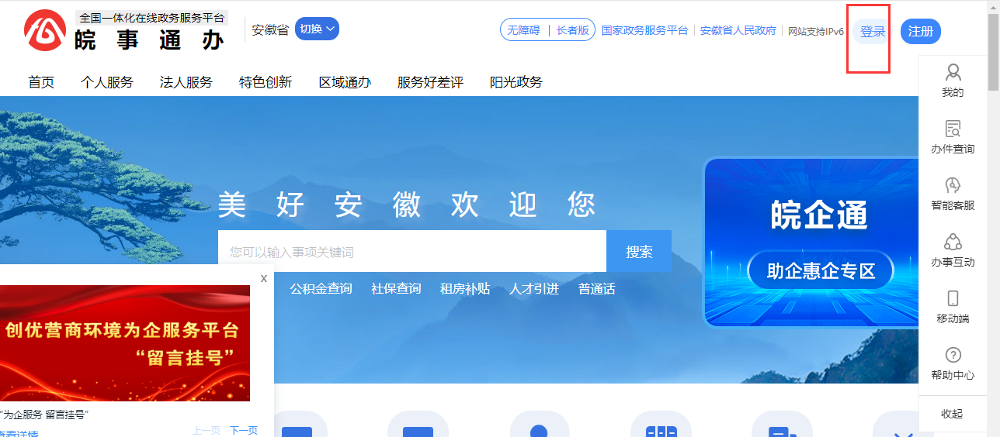 全国一体化在线政务服务平台
皖事通办
安徽省 切换
无障碍 长者版 国家政务服务平台 安徽省人民政府 网站支持IPv6 登录 注册
首页 个人服务 法人服务 特色创新 区域通办 服务好差评 阳光政务
我的
办件查询
智能客服
办事互动
移动端
帮助中心
收起
美好安徽欢迎您
您可以输入事项关键词 搜索
公积金查询 社保查询 租房补贴 人才引进 普通话
皖企通
助企惠企专区
x
创优营商环境为企服务平台
“留言挂号”
“为企服务 留言挂号”
查看详情 上一页 下一页